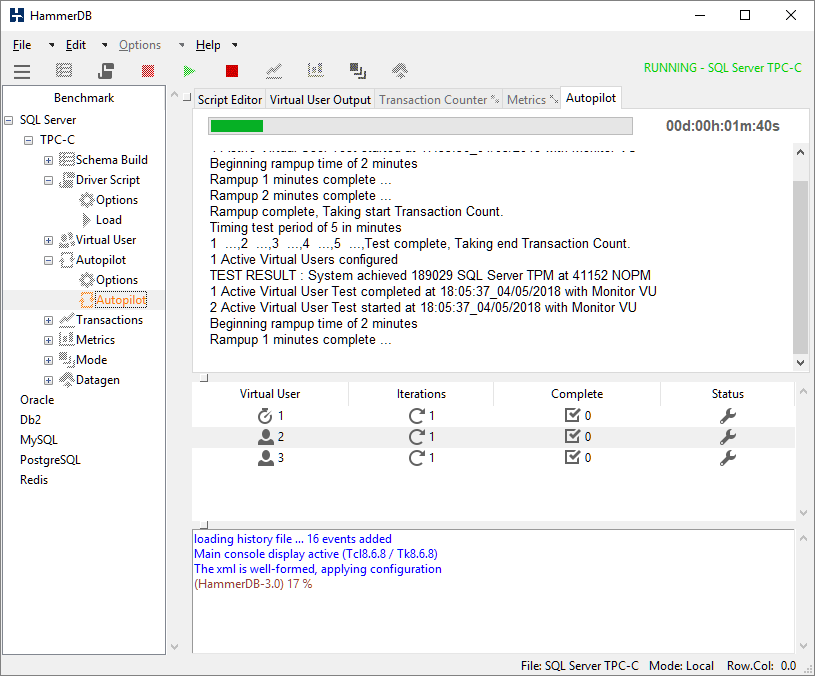 HammerDB
File Edit Options Help
RUNNING - SQL Server TPC-C
Benchmark
SQL Server
TPC-C
Schema Build
Driver Script
Options
Load
Virtual User
Autopilot
Options
Autopilot
Transactions
Metrics
Mode
Datagen
Oracle
Db2
MySQL
PostgreSQL
Redis
Script Editor Virtual User Output Transaction Counter Metrics Autopilot
00d:00h:01m:40s
Beginning rampup time of 2 minutes
Rampup 1 minutes complete ...
Rampup 2 minutes complete ...
Rampup complete, Taking start Transaction Count.
Timing test period of 5 in minutes
1 ...,2 ...,3 ...,4 ...,5 ...,Test complete, Taking end Transaction Count.
1 Active Virtual Users configured
TEST RESULT : System achieved 189029 SQL Server TPM at 41152 NOPM
1 Active Virtual User Test completed at 18:05:37_04/05/2018 with Monitor VU
2 Active Virtual User Test started at 18:05:37_04/05/2018 with Monitor VU
Beginning rampup time of 2 minutes
Rampup 1 minutes complete ...
Virtual User Iterations Complete Status
1 1 0
2 1 0
3 1 0
loading history file ... 16 events added
Main console display active (Tcl8.6.8 / Tk8.6.8)
The xml is well-formed, applying configuration
(HammerDB-3.0) 17 %
File: SQL Server TPC-C Mode: Local Row.Col: 0.0